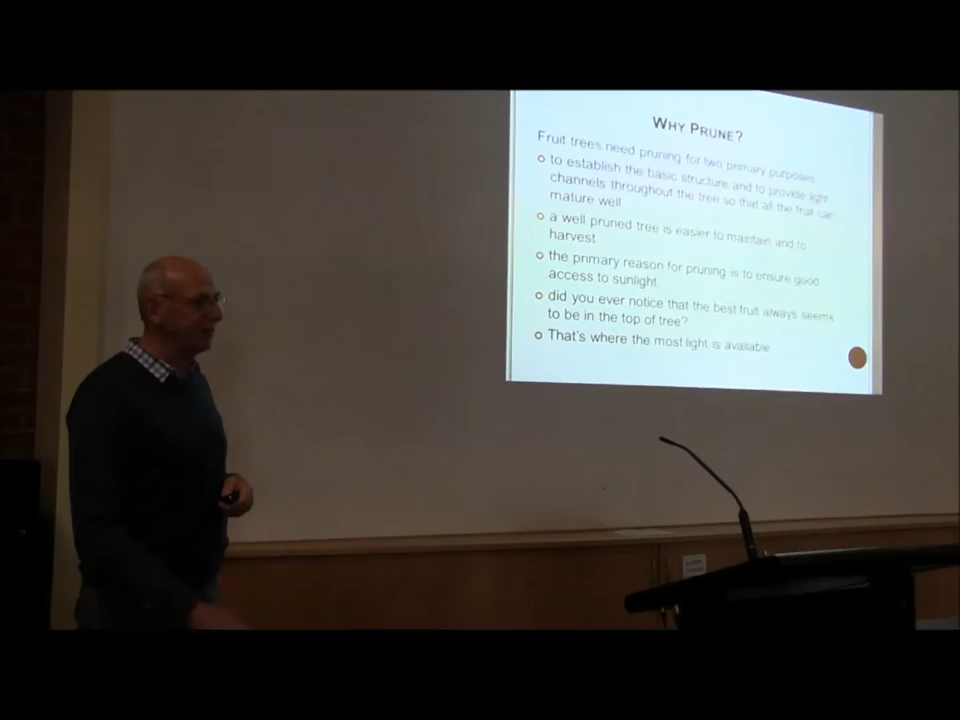 WHY PRUNE?
Fruit trees need pruning for two primary purposes
to establish the basic structure and to provide light
channels throughout the tree so that all the fruit can
mature well
a well pruned tree is easier to maintain and to
harvest
the primary reason for pruning is to ensure good
access to sunlight.
did you ever notice that the best fruit always seems
to be in the top of tree?
That's where the most light is available